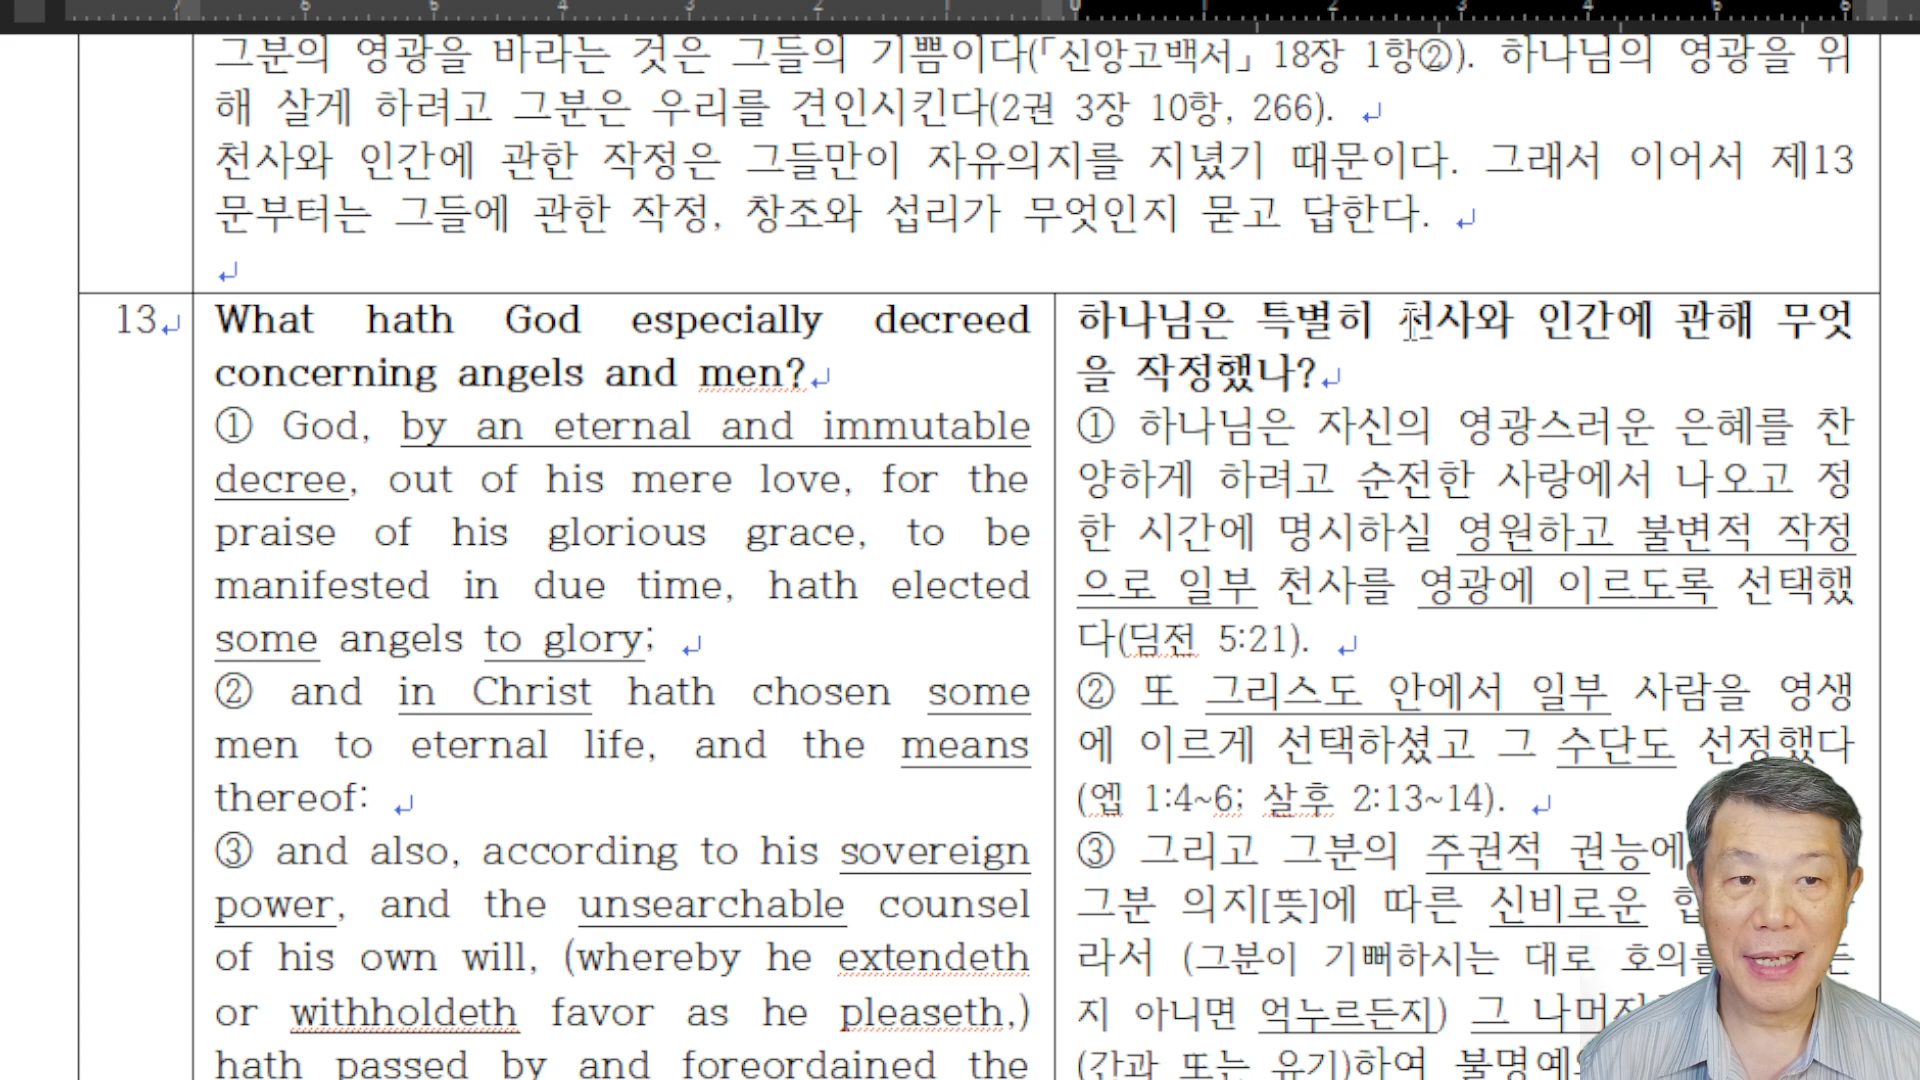 그분의 영광을 바라는 것은 그들의 기쁨이다(「신앙고백서」 18장 1항②). 하나님의 영광을 위
해 살게 하려고 그분은 우리를 견인시킨다(2권 3장 10항, 266).
천사와 인간에 관한 작정은 그들만이 자유의지를 지녔기 때문이다. 그래서 이어서 제13
문부터는 그들에 관한 작정, 창조와 섭리가 무엇인지 묻고 답한다.
13
What hath God especially decreed
concerning angels and men?
① God, by an eternal and immutable
decree, out of his mere love, for the
praise of his glorious grace, to be
manifested in due time, hath elected
some angels to glory;
② and in Christ hath chosen some
men to eternal life, and the means
thereof:
③ and also, according to his sovereign
power, and the unsearchable counsel
of his own will, (whereby he extendeth
or withholdeth favor as he pleaseth,)
hath passed by and foreordained the
하나님은 특별히 천사와 인간에 관해 무엇
을 작정했나?
① 하나님은 자신의 영광스러운 은혜를 찬
양하게 하려고 순전한 사랑에서 나오고 정
한 시간에 명시하실 영원하고 불변적 작정
으로 일부 천사를 영광에 이르도록 선택했
다(딤전 5:21).
② 또 그리스도 안에서 일부 사람을 영생
에 이르게 선택하셨고 그 수단도 선정했다
(엡 1:4~6; 살후 2:13~14).
③ 그리고 그분의 주권적 권능에
그분 의지[뜻]에 따른 신비로운
라서 (그분이 기뻐하시는 대로 호의를
지 아니면 억누르든지) 그
(간과 또는 유기)하여